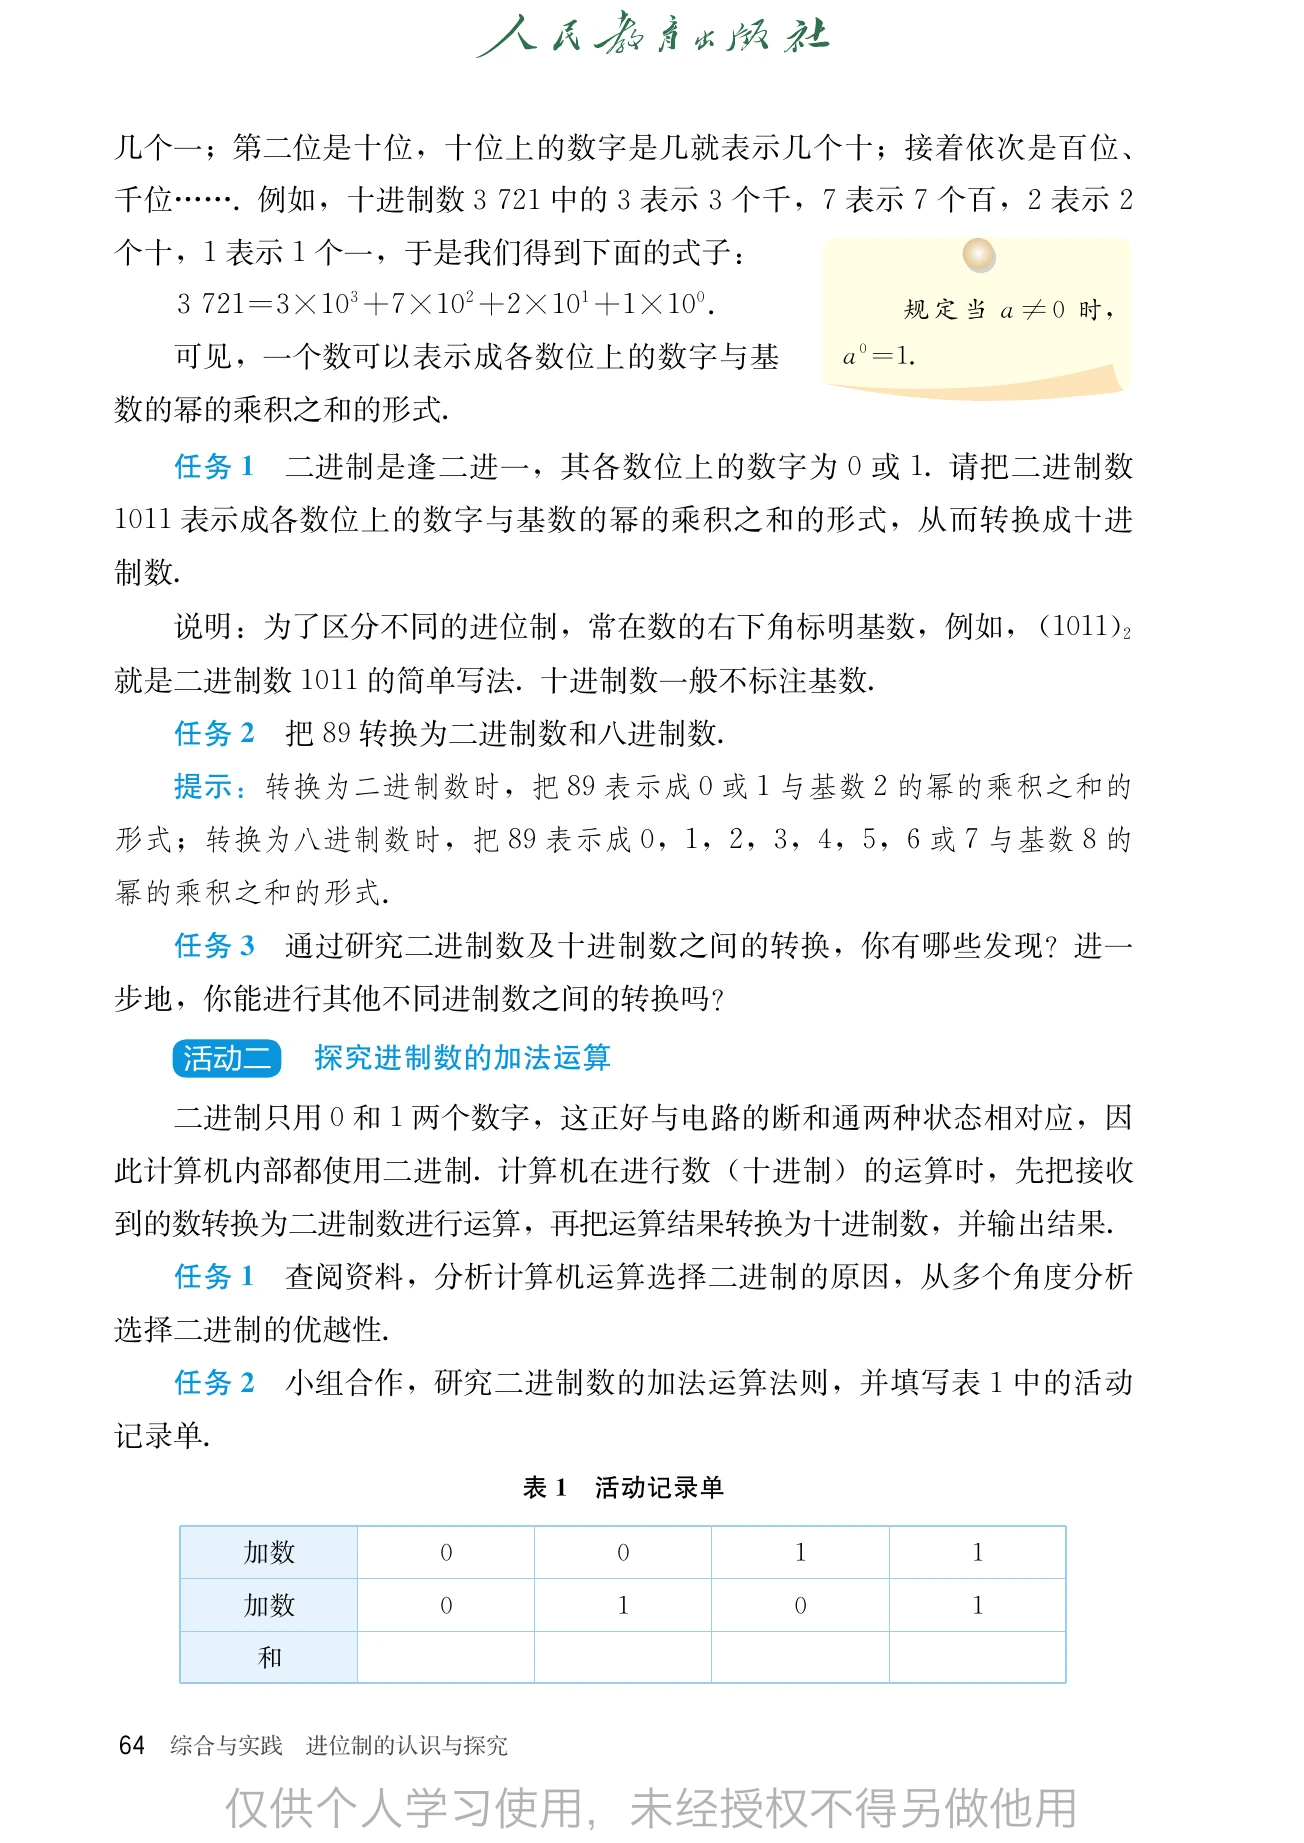 人民教育出版社
几个一；第二位是十位，十位上的数字是几就表示几个十；接着依次是百位、
千位……. 例如，十进制数 3 721 中的 3 表示 3 个千，7 表示 7 个百，2 表示 2
个十，1 表示 1 个一，于是我们得到下面的式子：
3 721＝3×10³＋7×10²＋2×10¹＋1×10⁰.
规定当 a≠0 时，
a⁰＝1.
可见，一个数可以表示成各数位上的数字与基
数的幂的乘积之和的形式.
任务 1　二进制是逢二进一，其各数位上的数字为 0 或 1. 请把二进制数
1011 表示成各数位上的数字与基数的幂的乘积之和的形式，从而转换成十进
制数.
说明：为了区分不同的进位制，常在数的右下角标明基数，例如，(1011)₂
就是二进制数 1011 的简单写法. 十进制数一般不标注基数.
任务 2　把 89 转换为二进制数和八进制数.
提示：转换为二进制数时，把 89 表示成 0 或 1 与基数 2 的幂的乘积之和的
形式；转换为八进制数时，把 89 表示成 0，1，2，3，4，5，6 或 7 与基数 8 的
幂的乘积之和的形式.
任务 3　通过研究二进制数及十进制数之间的转换，你有哪些发现？进一
步地，你能进行其他不同进制数之间的转换吗？
活动二　探究进制数的加法运算
二进制只用 0 和 1 两个数字，这正好与电路的断和通两种状态相对应，因
此计算机内部都使用二进制. 计算机在进行数（十进制）的运算时，先把接收
到的数转换为二进制数进行运算，再把运算结果转换为十进制数，并输出结果.
任务 1　查阅资料，分析计算机运算选择二进制的原因，从多个角度分析
选择二进制的优越性.
任务 2　小组合作，研究二进制数的加法运算法则，并填写表 1 中的活动
记录单.
表 1　活动记录单
加数　0　0　1　1
加数　0　1　0　1
和
64　综合与实践　进位制的认识与探究
仅供个人学习使用，未经授权不得另做他用